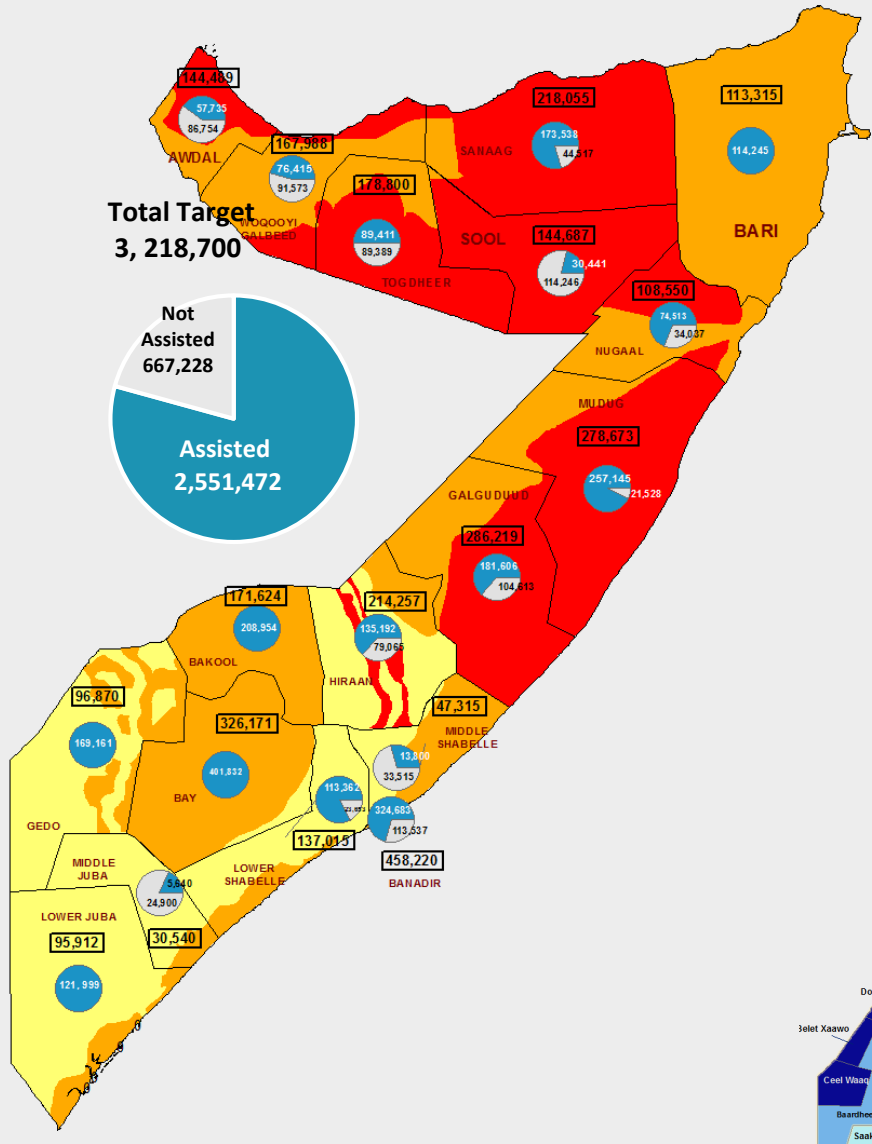 144,489
57,735
86,754
AWDAL
167,988
76,415
91,573
WOQOOYI
GALBEED
178,800
89,411
89,389
TOGDHEER
218,055
SANAAG
173,538
44,517
113,315
114,245
BARI
SOOL
144,687
30,441
114,246
108,550
74,513
34,037
NUGAAL
Total Target
3, 218,700
Not
Assisted
667,228
Assisted
2,551,472
MUDUG
278,673
257,145
21,528
GALGUDUUD
286,219
181,606
104,613
171,624
208,954
BAKOOL
214,257
135,192
79,065
HIRAAN
96,870
169,161
GEDO
326,171
401,832
BAY
47,315
MIDDLE
SHABELLE
13,800
33,515
113,362
137,015
LOWER
SHABELLE
324,683
113,537
458,220
BANADIR
MIDDLE
JUBA
5,640
24,900
30,540
LOWER JUBA
95,912
121,999
Do
Belet Xaawo
Ceel Waaq
Baardhee
Saak